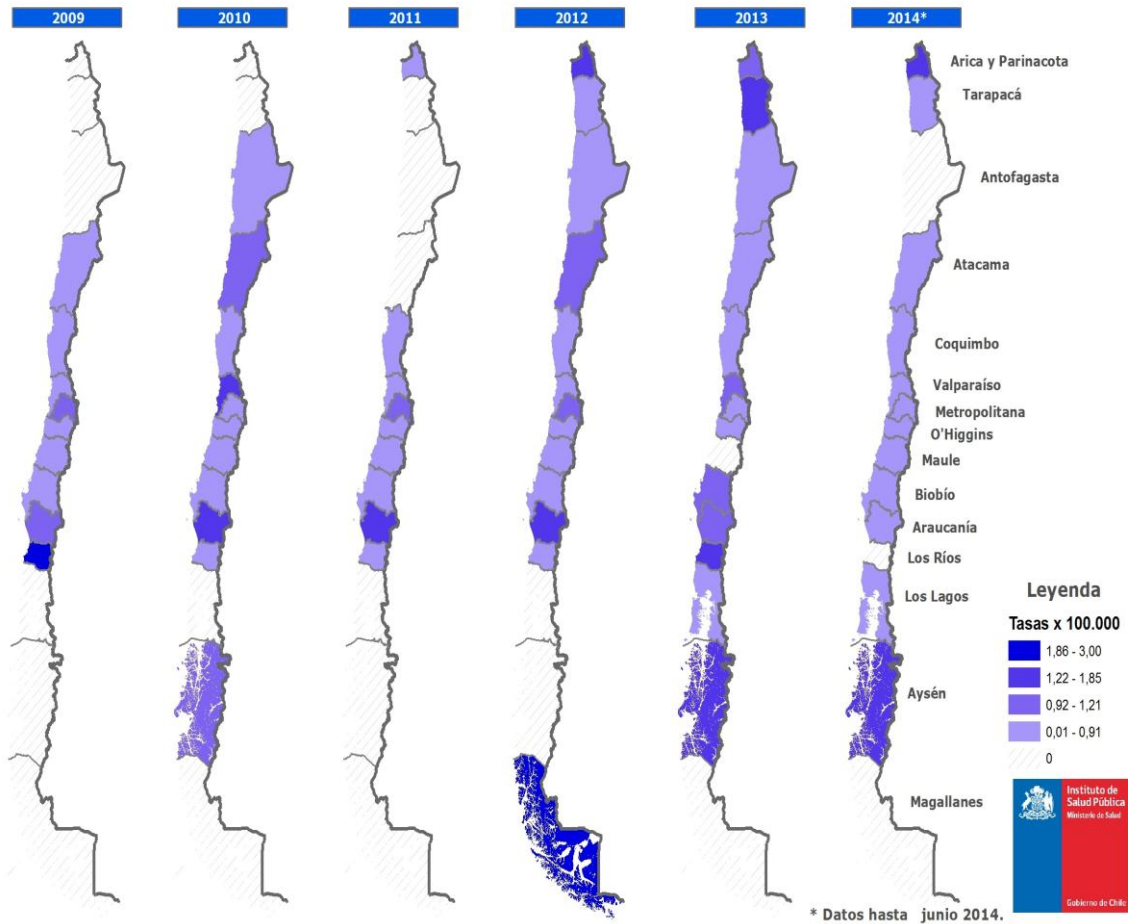 2009
2010
2011
2012
2013
2014*
Arica y Parinacota
Tarapacá
Antofagasta
Atacama
Coquimbo
Valparaíso
Metropolitana
O'Higgins
Maule
Biobío
Araucanía
Los Ríos
Los Lagos
Aysén
Magallanes
Leyenda
Tasas x 100.000
1,86 - 3,00
1,22 - 1,85
0,92 - 1,21
0,01 - 0,91
0
Instituto de
Salud Pública
Ministerio de Salud
Gobierno de Chile
* Datos hasta junio 2014.